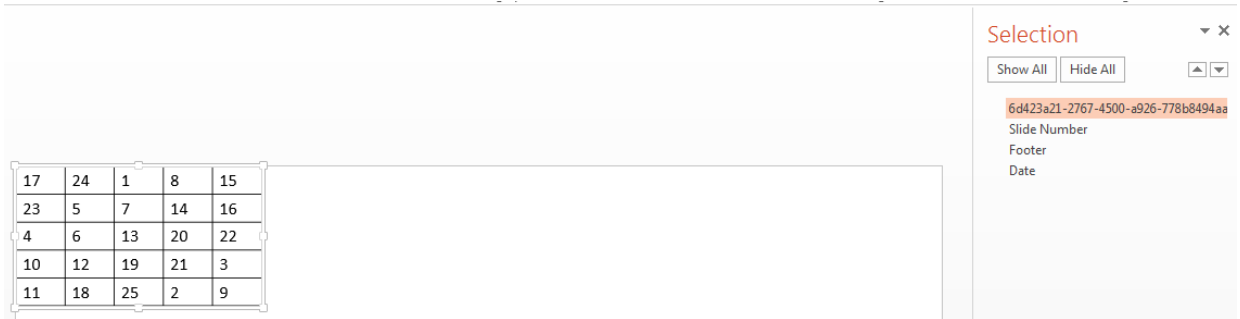 Selection
Show All Hide All
6d423a21-2767-4500-a926-778b8494aa
Slide Number
Footer
Date
17 24 1 8 15
23 5 7 14 16
4 6 13 20 22
10 12 19 21 3
11 18 25 2 9